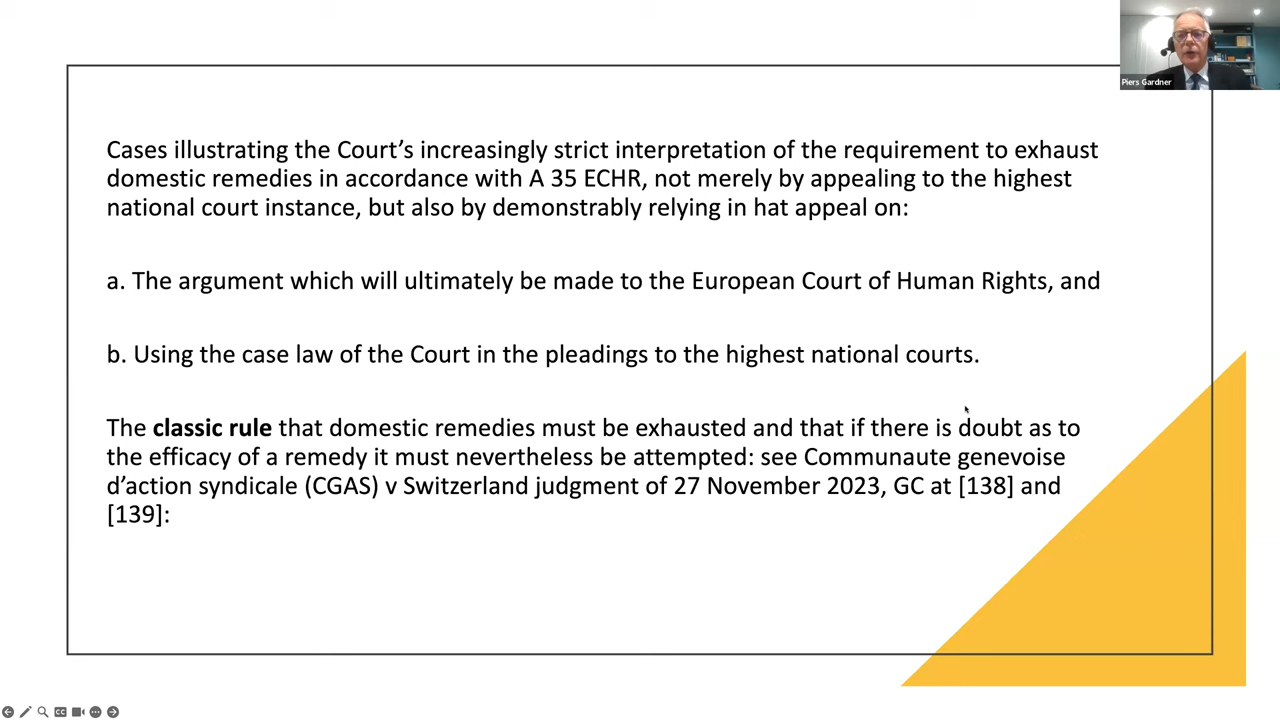 Piers Gardner
Cases illustrating the Court's increasingly strict interpretation of the requirement to exhaust
domestic remedies in accordance with A 35 ECHR, not merely by appealing to the highest
national court instance, but also by demonstrably relying in hat appeal on:
a. The argument which will ultimately be made to the European Court of Human Rights, and
b. Using the case law of the Court in the pleadings to the highest national courts.
The classic rule that domestic remedies must be exhausted and that if there is doubt as to
the efficacy of a remedy it must nevertheless be attempted: see Communaute genevoise
d'action syndicale (CGAS) v Switzerland judgment of 27 November 2023, GC at [138] and
[139]: